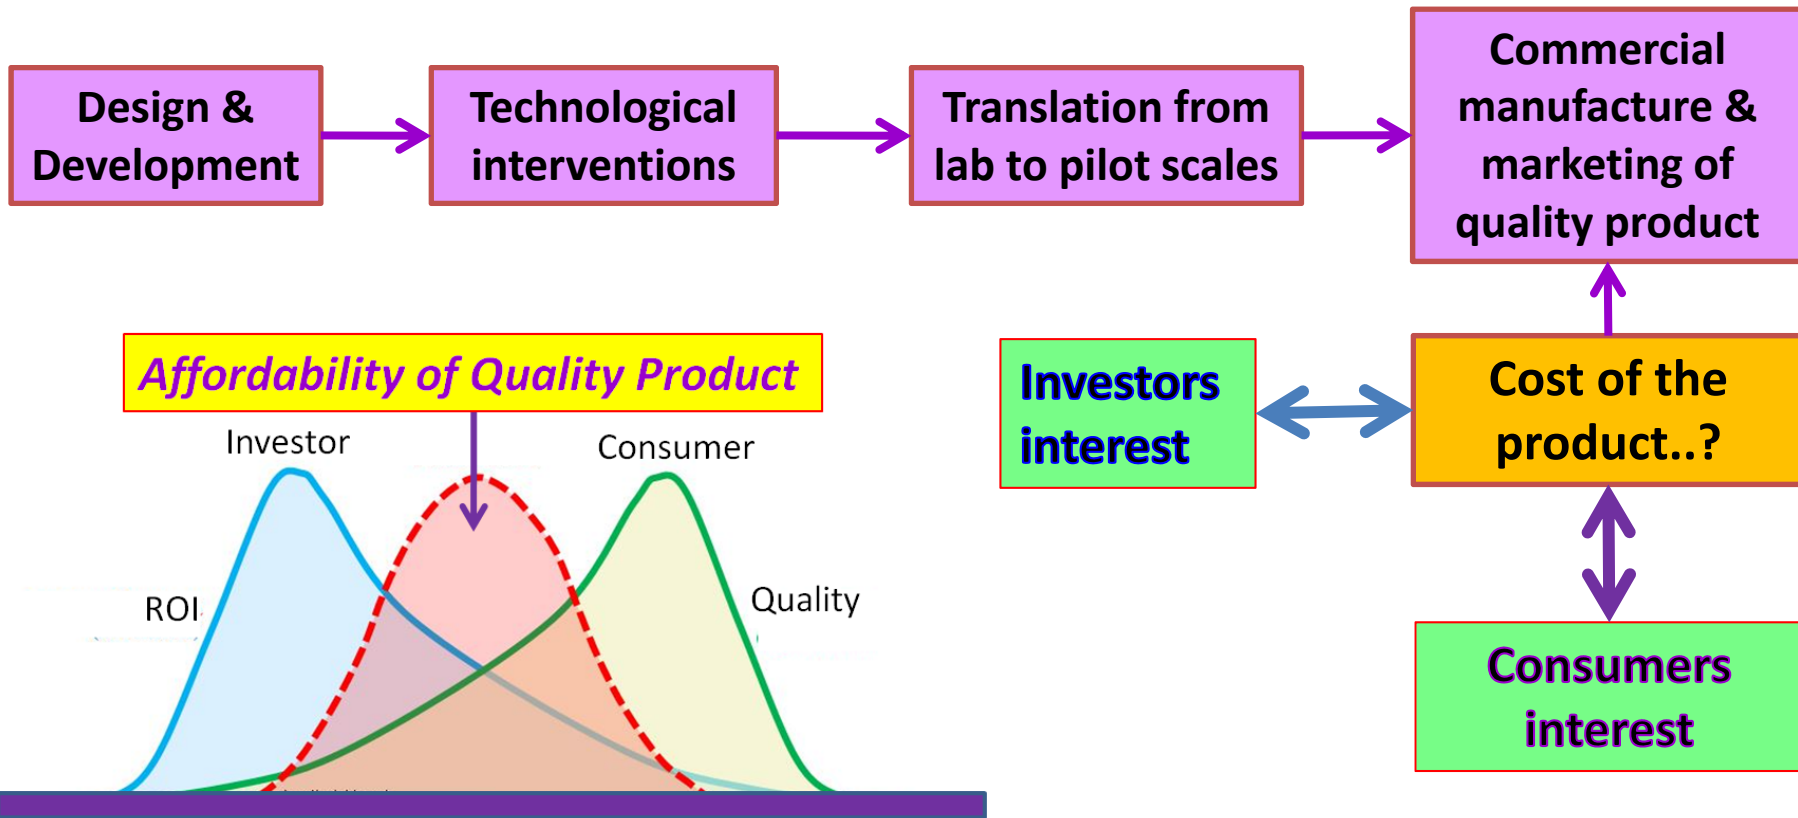 Design &
Development
Technological
interventions
Translation from
lab to pilot scales
Commercial
manufacture &
marketing of
quality product
Affordability of Quality Product
Investor
Consumer
ROI
Quality
Investors
interest
Cost of the
product..?
Consumers
interest